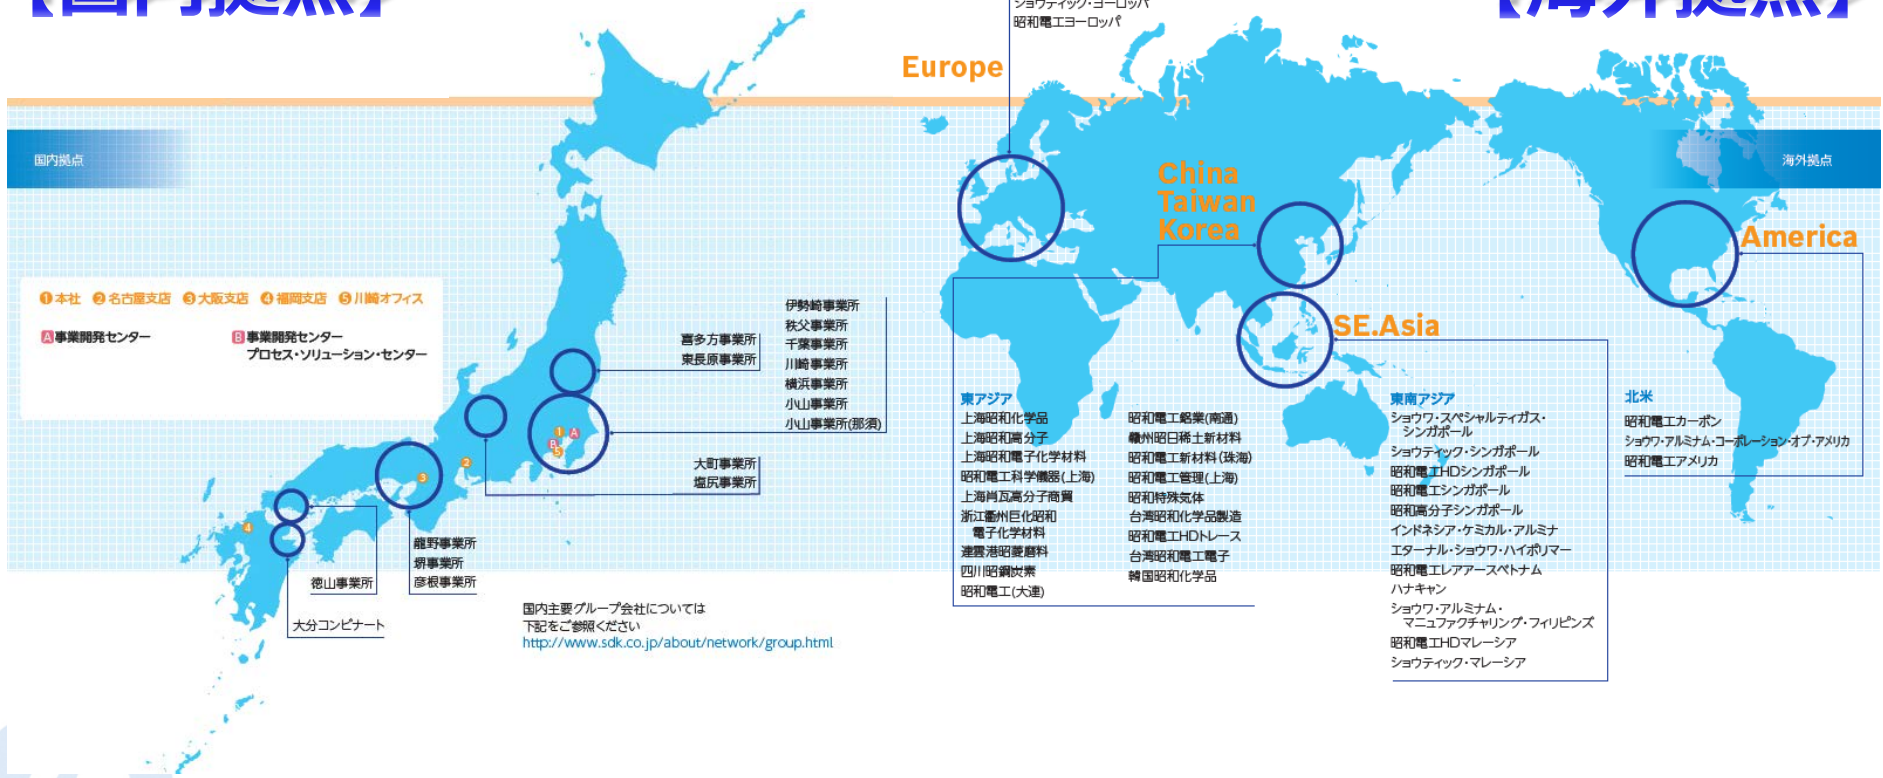 【国内拠点】
【海外拠点】
ショウティック・ヨーロッパ
昭和電工ヨーロッパ
国内拠点
海外拠点
Europe
China
Taiwan
Korea
America
SE.Asia
❶本社 ❷名古屋支店 ❸大阪支店 ❹福岡支店 ❺川崎オフィス
A 事業開発センター
B 事業開発センター
プロセス・ソリューション・センター
喜多方事業所
東長原事業所
伊勢崎事業所
秩父事業所
千葉事業所
川崎事業所
横浜事業所
小山事業所
小山事業所(那須)
1 A
B
5
2
3
4
大町事業所
塩尻事業所
龍野事業所
堺事業所
彦根事業所
徳山事業所
大分コンビナート
国内主要グループ会社については
下記をご参照ください
http://www.sdk.co.jp/about/network/group.html
東アジア
上海昭和化学品
上海昭和高分子
上海昭和電子化学材料
昭和電工科学儀器(上海)
上海肖瓦高分子商貿
浙江衢州巨化昭和
電子化学材料
連雲港昭菱磨料
四川昭鋼炭素
昭和電工(大連)
昭和電工鋁業(南通)
贛州昭日稀土新材料
昭和電工新材料(珠海)
昭和電工管理(上海)
昭和特殊気体
台湾昭和化学品製造
昭和電工HDトレース
台湾昭和電工電子
韓国昭和化学品
東南アジア
ショウワ・スペシャルティガス・
シンガポール
ショウティック・シンガポール
昭和電工HDシンガポール
昭和電工シンガポール
昭和高分子シンガポール
インドネシア・ケミカル・アルミナ
エターナル・ショウワ・ハイポリマー
昭和電工レアアースベトナム
ハナキャン
ショウワ・アルミナム・
マニュファクチャリング・フィリピンズ
昭和電工HDマレーシア
ショウティック・マレーシア
北米
昭和電工カーボン
ショウワ・アルミナム・コーポレーション・オブ・アメリカ
昭和電工アメリカ